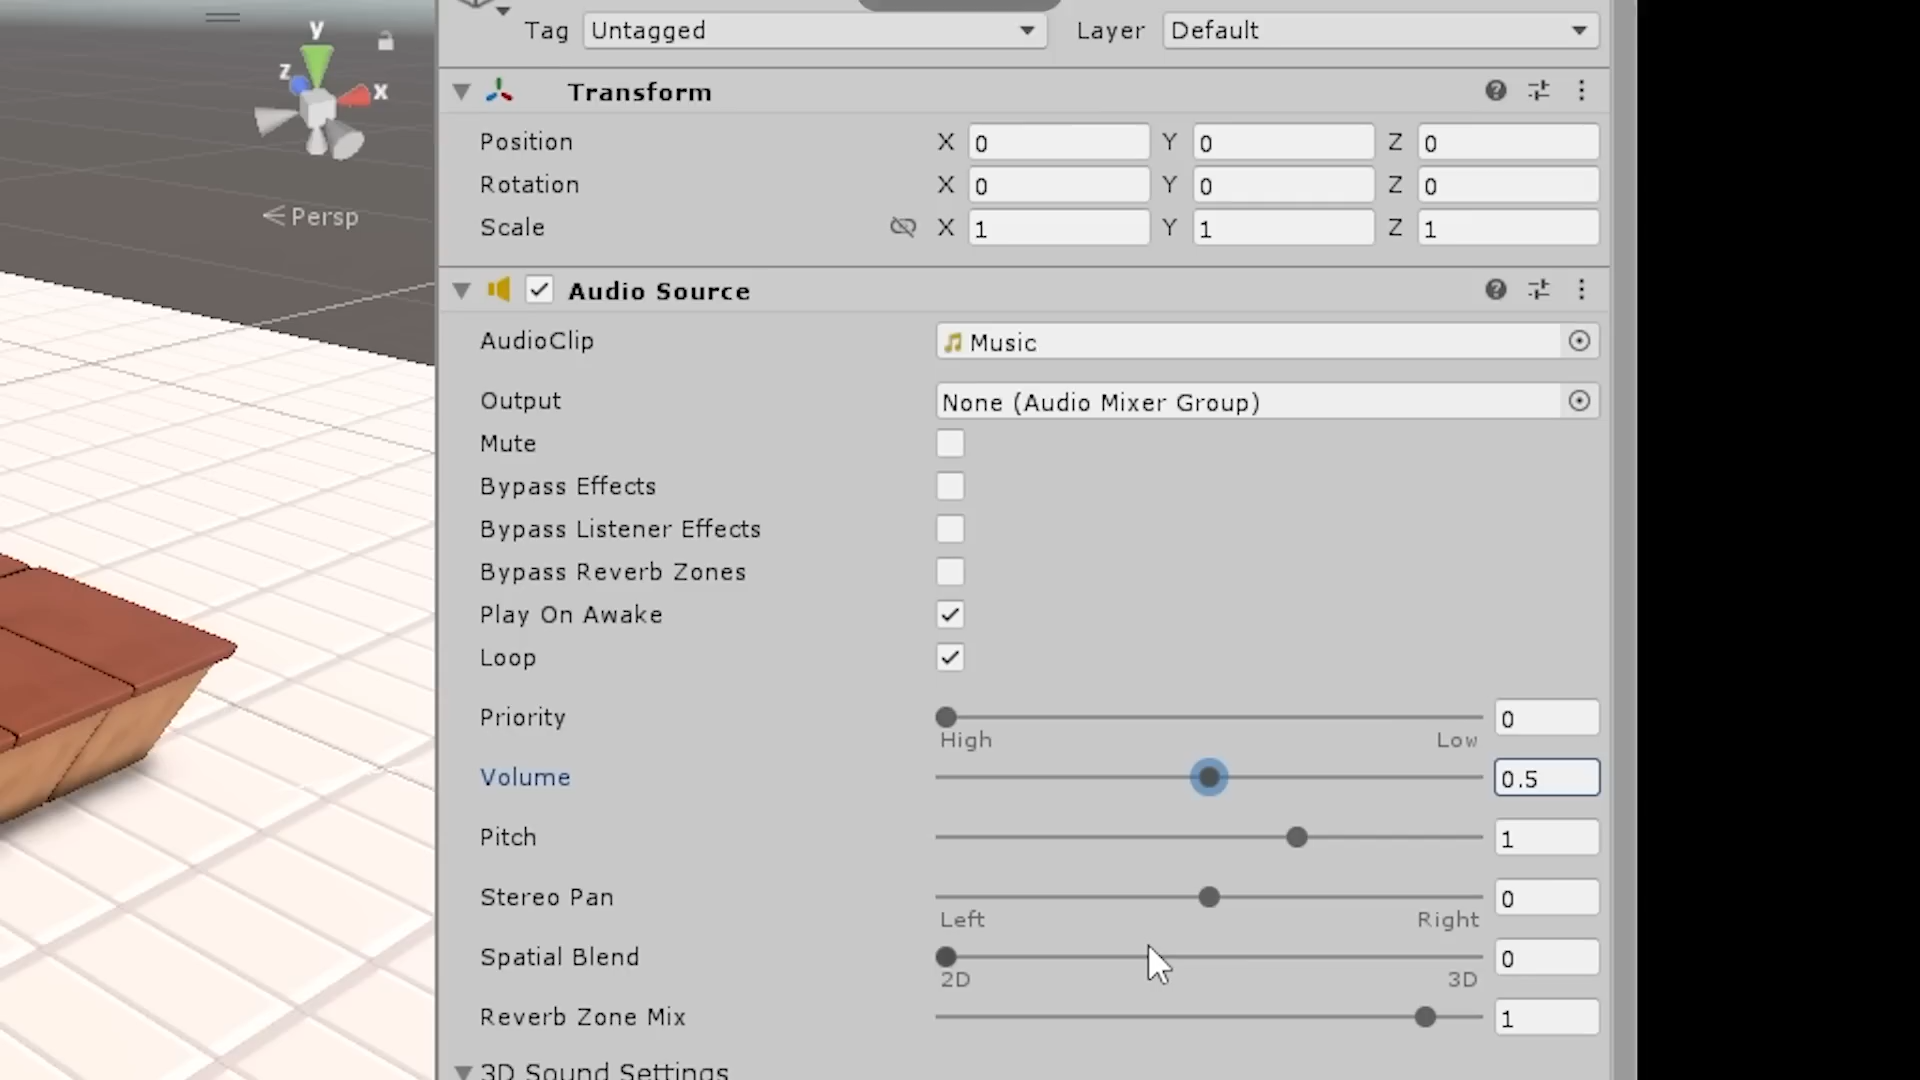 Tag Untagged Layer Default
y
z
x
Persp
Transform
Position X 0 Y 0 Z 0
Rotation X 0 Y 0 Z 0
Scale X 1 Y 1 Z 1
Audio Source
AudioClip Music
Output None (Audio Mixer Group)
Mute
Bypass Effects
Bypass Listener Effects
Bypass Reverb Zones
Play On Awake
Loop
Priority 0
High Low
Volume 0.5
Pitch 1
Stereo Pan 0
Left Right
Spatial Blend 0
2D 3D
Reverb Zone Mix 1
3D Sound Settings